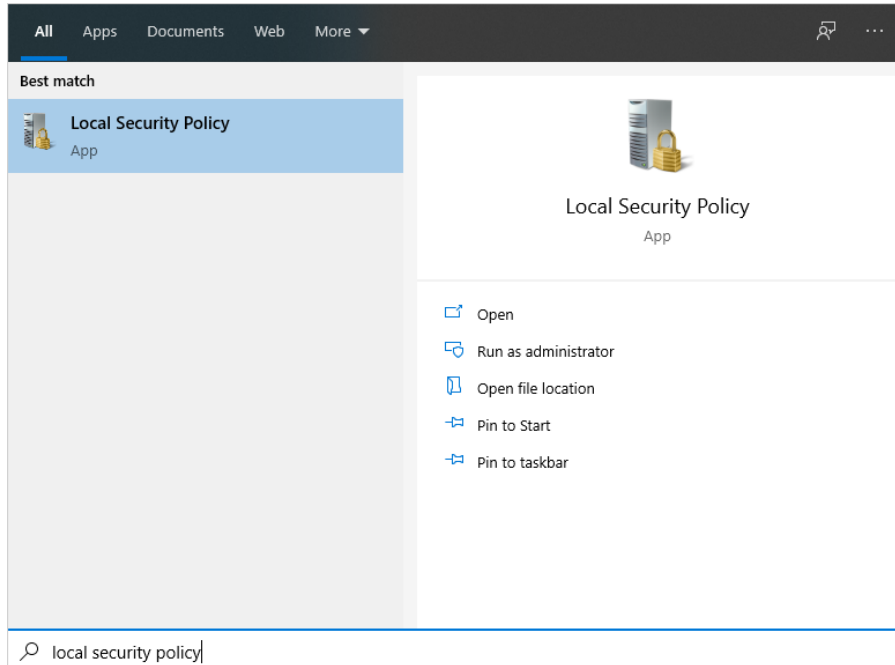 All Apps Documents Web More
Best match
Local Security Policy
App
Local Security Policy
App
Open
Run as administrator
Open file location
Pin to Start
Pin to taskbar
local security policy